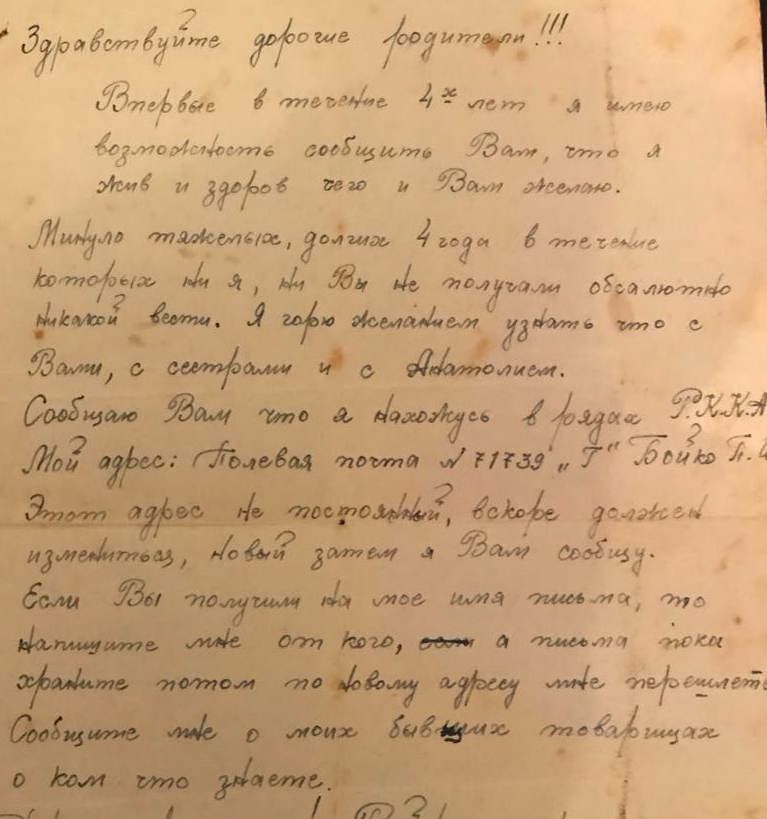 Здравствуйте дорогие родители!!!
Впервые в течение 4х лет я имею
возможность сообщить Вам, что я
жив и здоров чего и Вам желаю.
Минуло тяжелых, долгих 4 года в течение
которых ни я, ни Вы не получали обсалютно
никакой вести. Я горю желанием узнать что с
Вами, с сестрами и с Анатолием.
Сообщаю Вам что я нахожусь в рядах Р.К.К.А
Мой адрес: Полевая почта N 71739 „Т" Бойко П.
Этот адрес не постоянный, вскоре должен
измениться, новый затем я Вам сообщу.
Если Вы получили на мое имя письма, то
напишите мне от кого, а письма пока
храните потом по новому адресу мне перешлете
Сообщите мне о моих бывших товарищах
о ком что знаете.